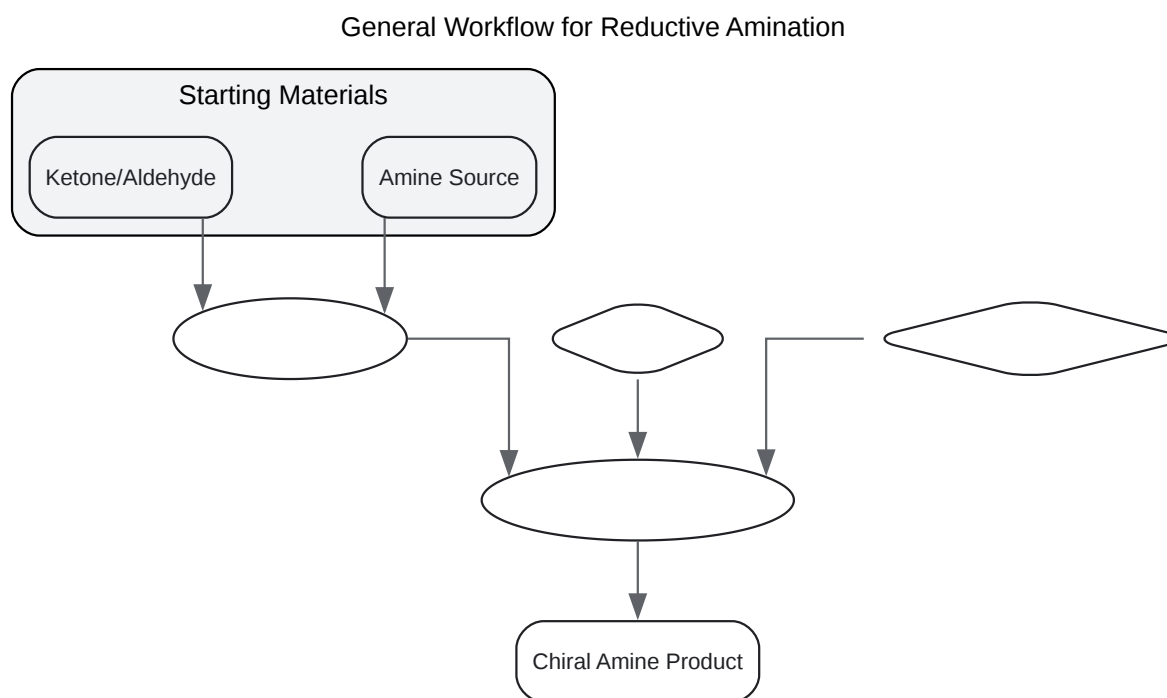 General Workflow for Reductive Amination
Starting Materials
Ketone/Aldehyde
Amine Source
Chiral Amine Product